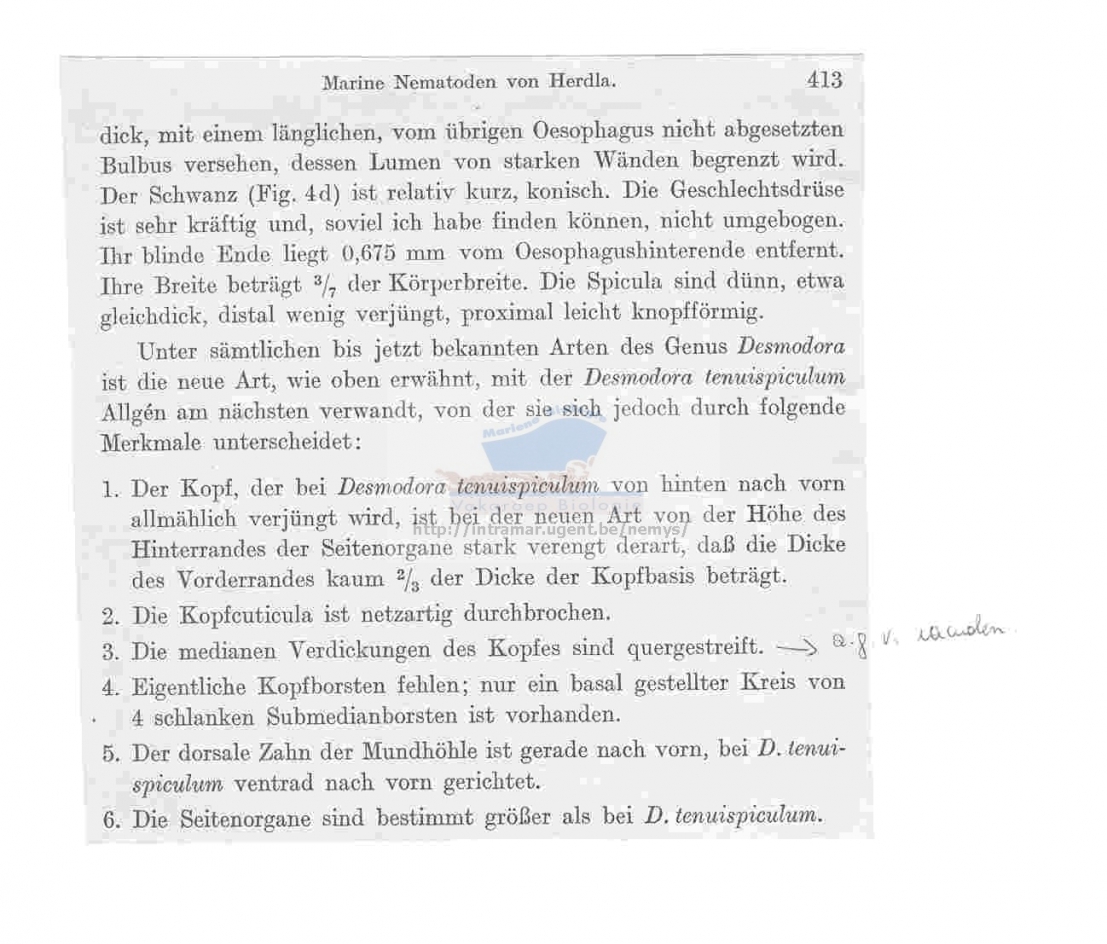 Marine Nematoden von Herdla. 413
dick, mit einem länglichen, vom übrigen Oesophagus nicht abgesetzten
Bulbus versehen, dessen Lumen von starken Wänden begrenzt wird.
Der Schwanz (Fig. 4d) ist relativ kurz, konisch. Die Geschlechtsdrüse
ist sehr kräftig und, soviel ich habe finden können, nicht umgebogen.
Ihr blinde Ende liegt 0,675 mm vom Oesophagushinterende entfernt.
Ihre Breite beträgt 3/7 der Körperbreite. Die Spicula sind dünn, etwa
gleichdick, distal wenig verjüngt, proximal leicht knopfförmig.
Unter sämtlichen bis jetzt bekannten Arten des Genus Desmodora
ist die neue Art, wie oben erwähnt, mit der Desmodora tenuispiculum
Allgén am nächsten verwandt, von der sie sich jedoch durch folgende
Merkmale unterscheidet:
1. Der Kopf, der bei Desmodora tenuispiculum von hinten nach vorn
allmählich verjüngt wird, ist bei der neuen Art von der Höhe des
http://intramar.ugent.be/nemys/
Hinterrandes der Seitenorgane stark verengt derart, daß die Dicke
des Vorderrandes kaum 2/3 der Dicke der Kopfbasis beträgt.
2. Die Kopfcuticula ist netzartig durchbrochen.
3. Die medianen Verdickungen des Kopfes sind quergestreift. →
4. Eigentliche Kopfborsten fehlen; nur ein basal gestellter Kreis von
4 schlanken Submedianborsten ist vorhanden.
5. Der dorsale Zahn der Mundhöhle ist gerade nach vorn, bei D. tenui-
spiculum ventrad nach vorn gerichtet.
6. Die Seitenorgane sind bestimmt größer als bei D. tenuispiculum.